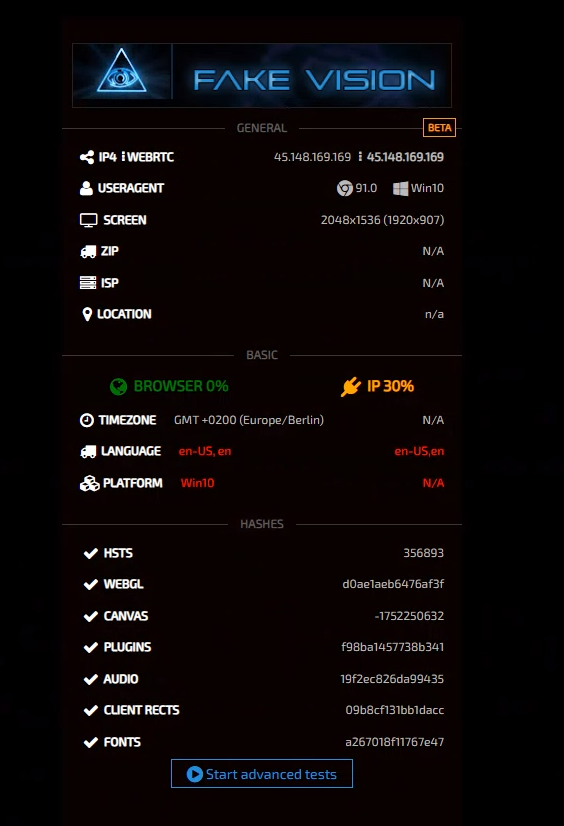 FAKE VISION
GENERAL BETA
IP4 ⁝ WEBRTC 45.148.169.169 ⁝ 45.148.169.169
USERAGENT 91.0 Win10
SCREEN 2048x1536 (1920x907)
ZIP N/A
ISP N/A
LOCATION n/a
BASIC
BROWSER 0% IP 30%
TIMEZONE GMT +0200 (Europe/Berlin) N/A
LANGUAGE en-US, en en-US,en
PLATFORM Win10 N/A
HASHES
HSTS 356893
WEBGL d0ae1aeb6476af3f
CANVAS -1752250632
PLUGINS f98ba1457738b341
AUDIO 19f2ec826da99435
CLIENT RECTS 09b8cf131bb1dacc
FONTS a267018f11767e47
Start advanced tests